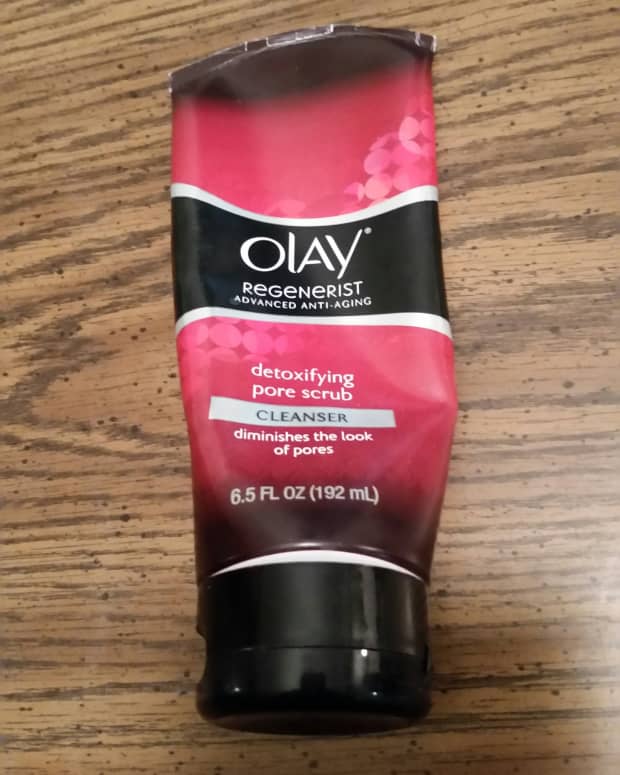 OLAY®
REGENERIST
ADVANCED ANTI-AGING
detoxifying
pore scrub
CLEANSER
diminishes the look
of pores
6.5 FL OZ (192 mL)